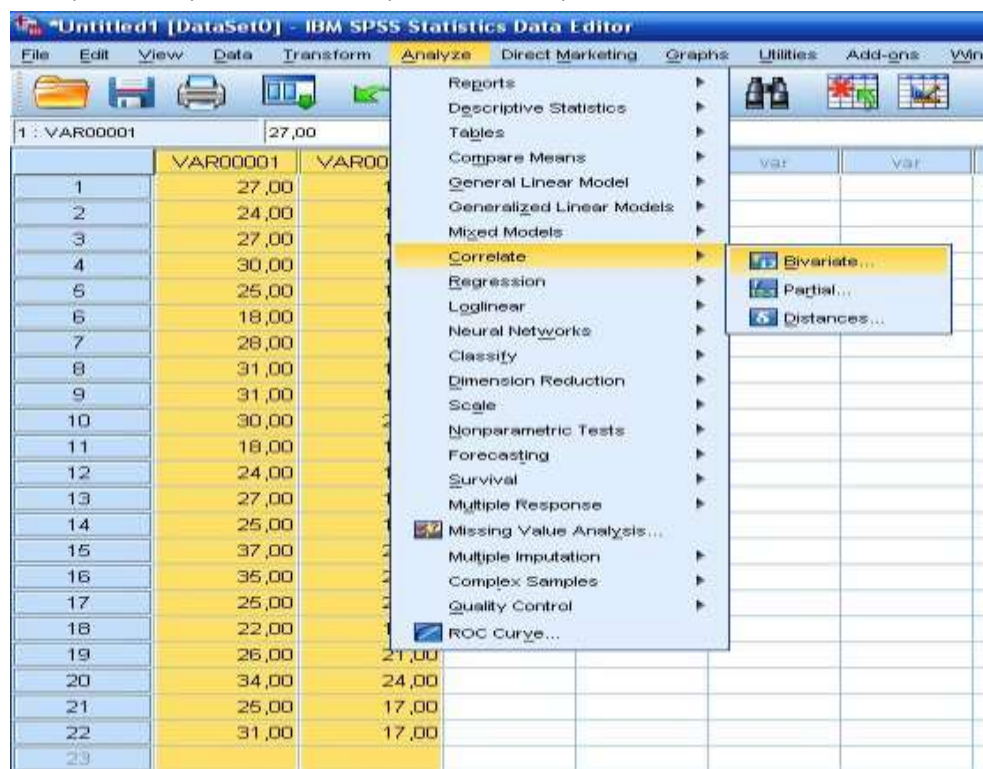 *Untitled1 [DataSet0] - IBM SPSS Statistics Data Editor
File Edit View Data Transform Analyze Direct Marketing Graphs Utilities Add-ons
1 : VAR00001 27,00
VAR00001 var var
Reports
Descriptive Statistics
Tables
Compare Means
General Linear Model
Generalized Linear Models
Mixed Models
Correlate
Regression
Loglinear
Neural Networks
Classify
Dimension Reduction
Scale
Nonparametric Tests
Forecasting
Survival
Multiple Response
Missing Value Analysis...
Multiple Imputation
Complex Samples
Quality Control
ROC Curve...
Bivariate...
Partial...
Distances...
1 27,00
2 24,00
3 27,00
4 30,00
5 25,00
6 18,00
7 28,00
8 31,00
9 31,00
10 30,00
11 18,00
12 24,00
13 27,00
14 25,00
15 37,00
16 35,00
17 25,00
18 22,00
19 26,00 21,00
20 34,00 24,00
21 25,00 17,00
22 31,00 17,00
23